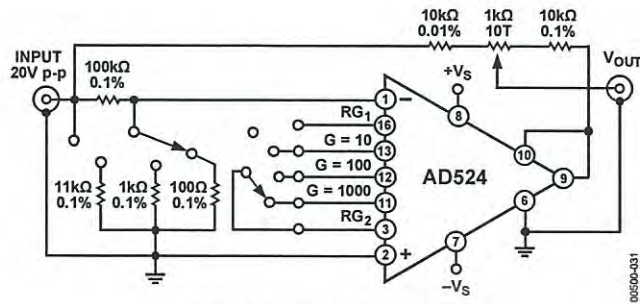 10kΩ
0.01%
1kΩ
10T
10kΩ
0.1%
INPUT
20V p-p
100kΩ
0.1%
VOUT
+VS
1
−
8
RG1
16
G = 10
13
10
G = 100
12
AD524
9
G = 1000
11
6
RG2
3
7
2
+
−VS
11kΩ
0.1%
1kΩ
0.1%
100Ω
0.1%
00500-031